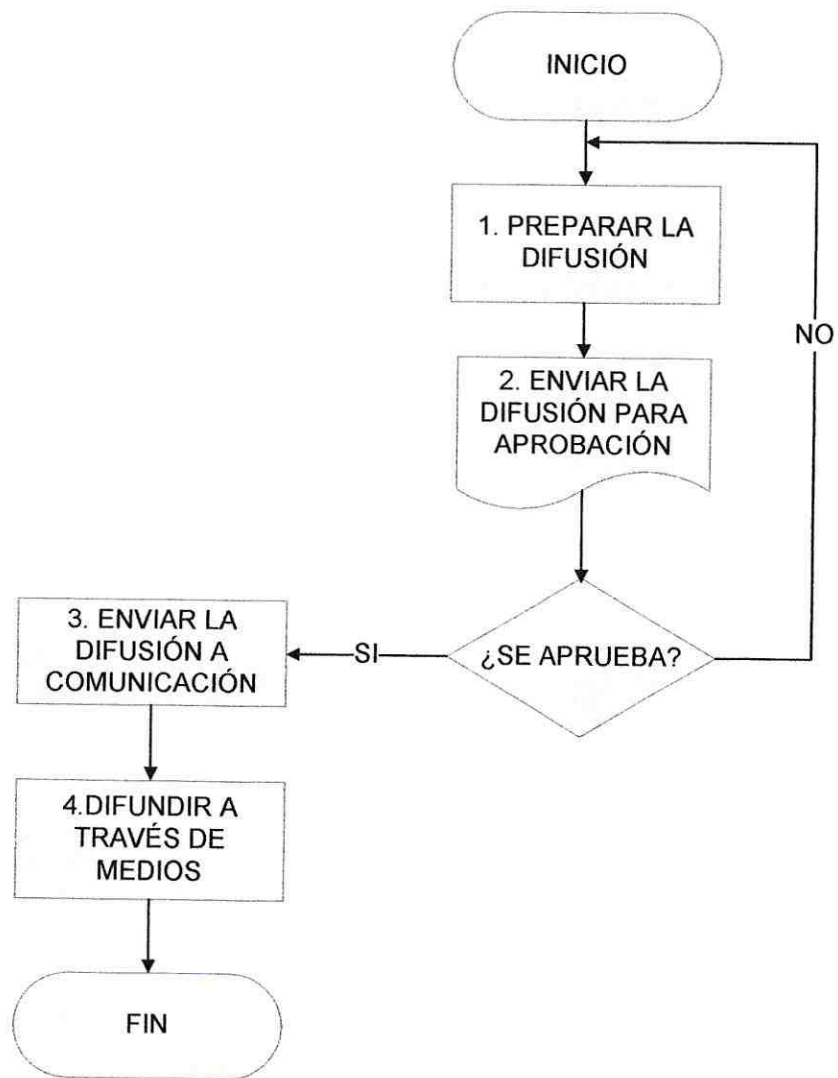 INICIO
1. PREPARAR LA
DIFUSIÓN
NO
2. ENVIAR LA
DIFUSIÓN PARA
APROBACIÓN
¿SE APRUEBA?
SI
3. ENVIAR LA
DIFUSIÓN A
COMUNICACIÓN
4.DIFUNDIR A
TRAVÉS DE
MEDIOS
FIN